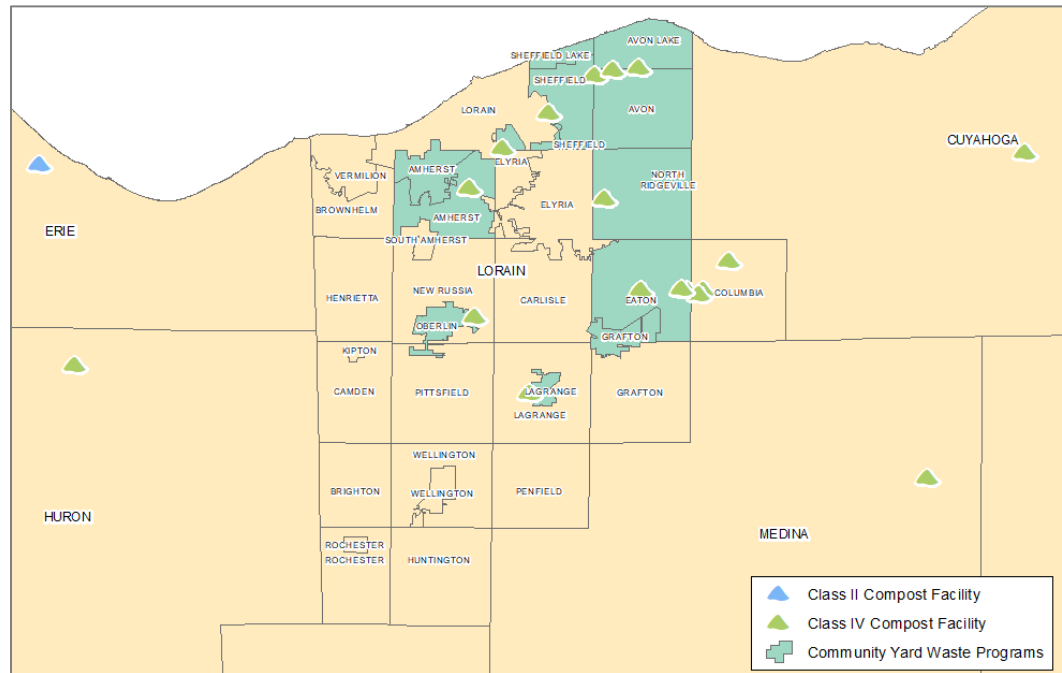 AVON LAKE
SHEFFIELD LAKE
SHEFFIELD
LORAIN
AVON
CUYAHOGA
SHEFFIELD
ELYRIA
AMHERST
VERMILION
NORTH
RIDGEVILLE
BROWNHELM
ELYRIA
AMHERST
ERIE
SOUTH AMHERST
LORAIN
NEW RUSSIA
HENRIETTA
CARLISLE
EATON
COLUMBIA
OBERLIN
GRAFTON
KIPTON
CAMDEN
PITTSFIELD
LAGRANGE
GRAFTON
LAGRANGE
WELLINGTON
BRIGHTON
WELLINGTON
PENFIELD
HURON
MEDINA
ROCHESTER
ROCHESTER
HUNTINGTON
Class II Compost Facility
Class IV Compost Facility
Community Yard Waste Programs